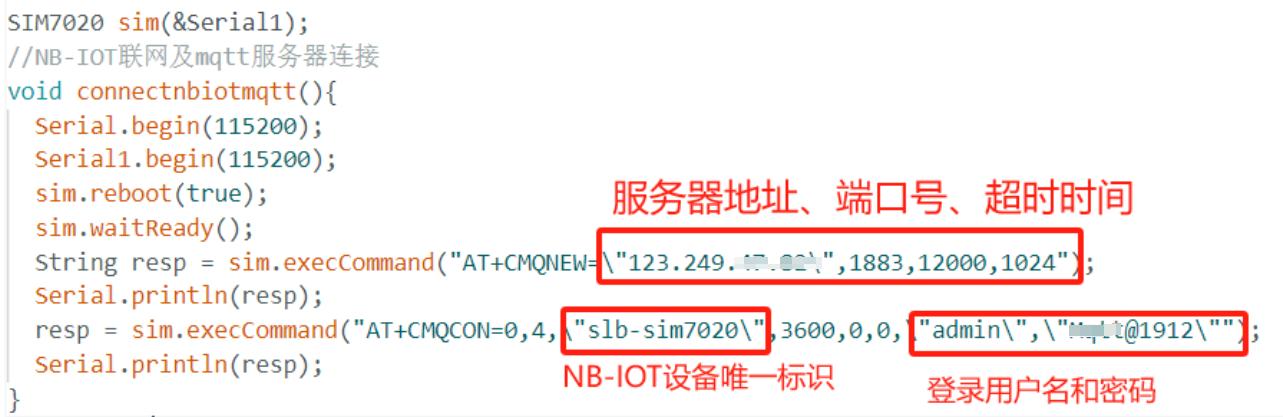 SIM7020 sim(&Serial1);
//NB-IOT联网及mqtt服务器连接
void connectnbiotmqtt(){
Serial.begin(115200);
Serial1.begin(115200);
sim.reboot(true);
服务器地址、端口号、超时时间
sim.waitReady();
String resp = sim.execCommand("AT+CMQNEW=\"123.249.\",1883,12000,1024");
Serial.println(resp);
resp = sim.execCommand("AT+CMQCON=0,4,\"slb-sim7020\",3600,0,0,\"admin\",\"@1912\"");
Serial.println(resp);
NB-IOT设备唯一标识
登录用户名和密码
}